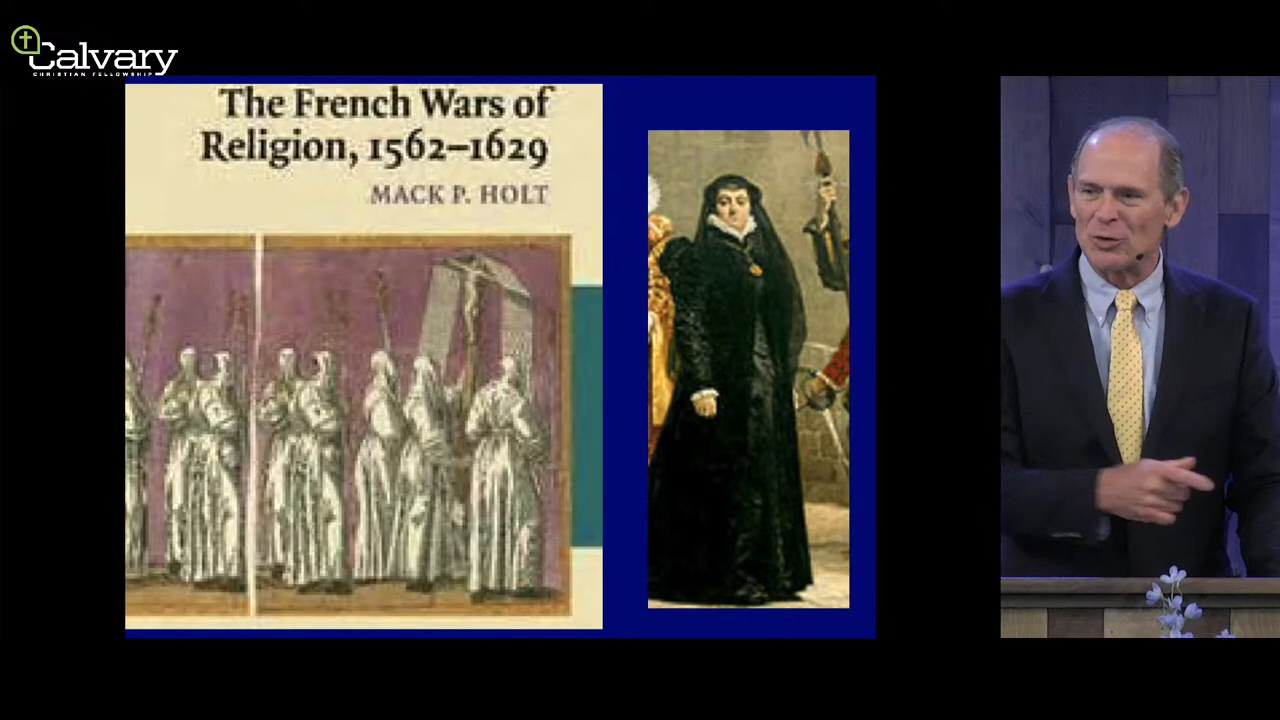 Calvary
CHRISTIAN FELLOWSHIP
The French Wars of
Religion, 1562–1629
MACK P. HOLT